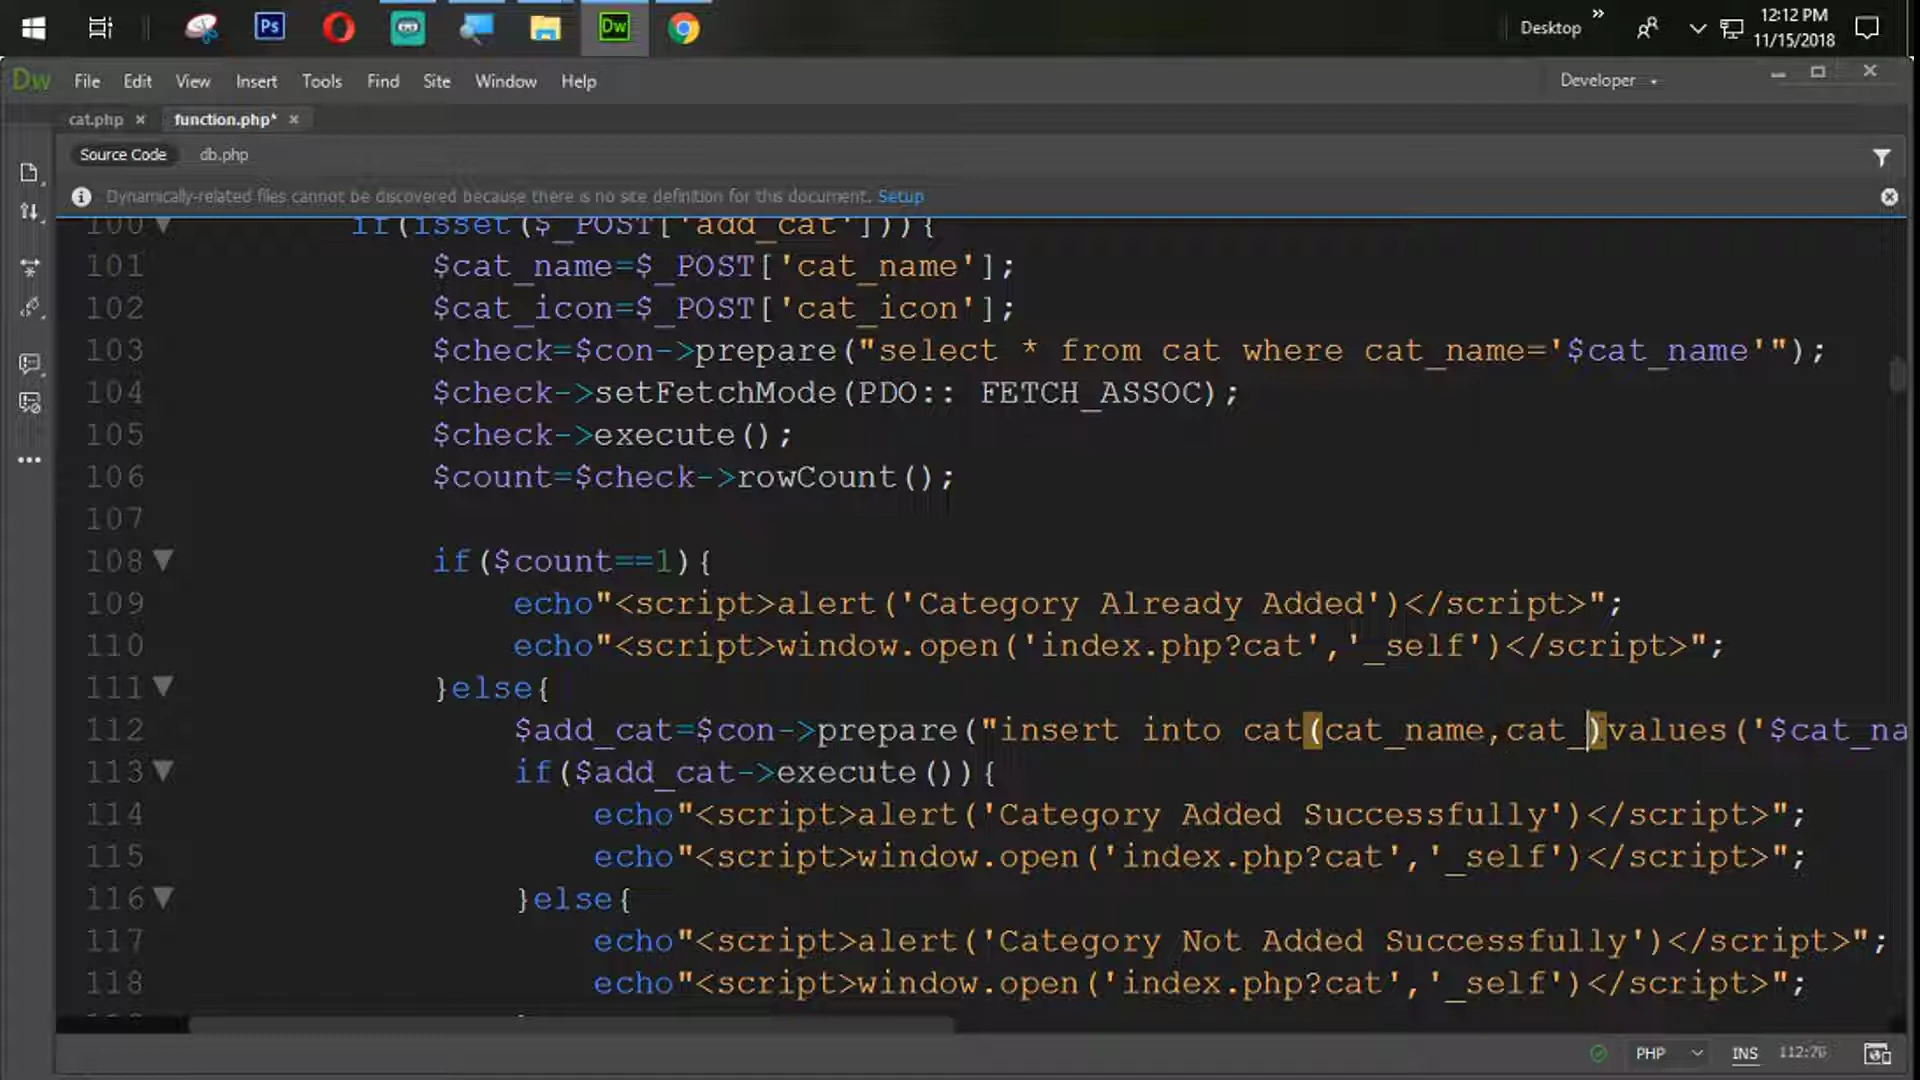 Ps
Dw
Desktop
»
12:12 PM
11/15/2018
Dw File Edit View Insert Tools Find Site Window Help
Developer
cat.php × function.php* ×
Source Code db.php
Dynamically-related files cannot be discovered because there is no site definition for this document. Setup
100 if(isset($_POST['add_cat'])){
101 $cat_name=$_POST['cat_name'];
102 $cat_icon=$_POST['cat_icon'];
103 $check=$con->prepare("select * from cat where cat_name='$cat_name'");
104 $check->setFetchMode(PDO:: FETCH_ASSOC);
105 $check->execute();
106 $count=$check->rowCount();
107
108 if($count==1){
109 echo"<script>alert('Category Already Added')</script>";
110 echo"<script>window.open('index.php?cat','_self')</script>";
111 }else{
112 $add_cat=$con->prepare("insert into cat(cat_name,cat_)values('$cat_na
113 if($add_cat->execute()){
114 echo"<script>alert('Category Added Successfully')</script>";
115 echo"<script>window.open('index.php?cat','_self')</script>";
116 }else{
117 echo"<script>alert('Category Not Added Successfully')</script>";
118 echo"<script>window.open('index.php?cat','_self')</script>";
PHP INS 112:76